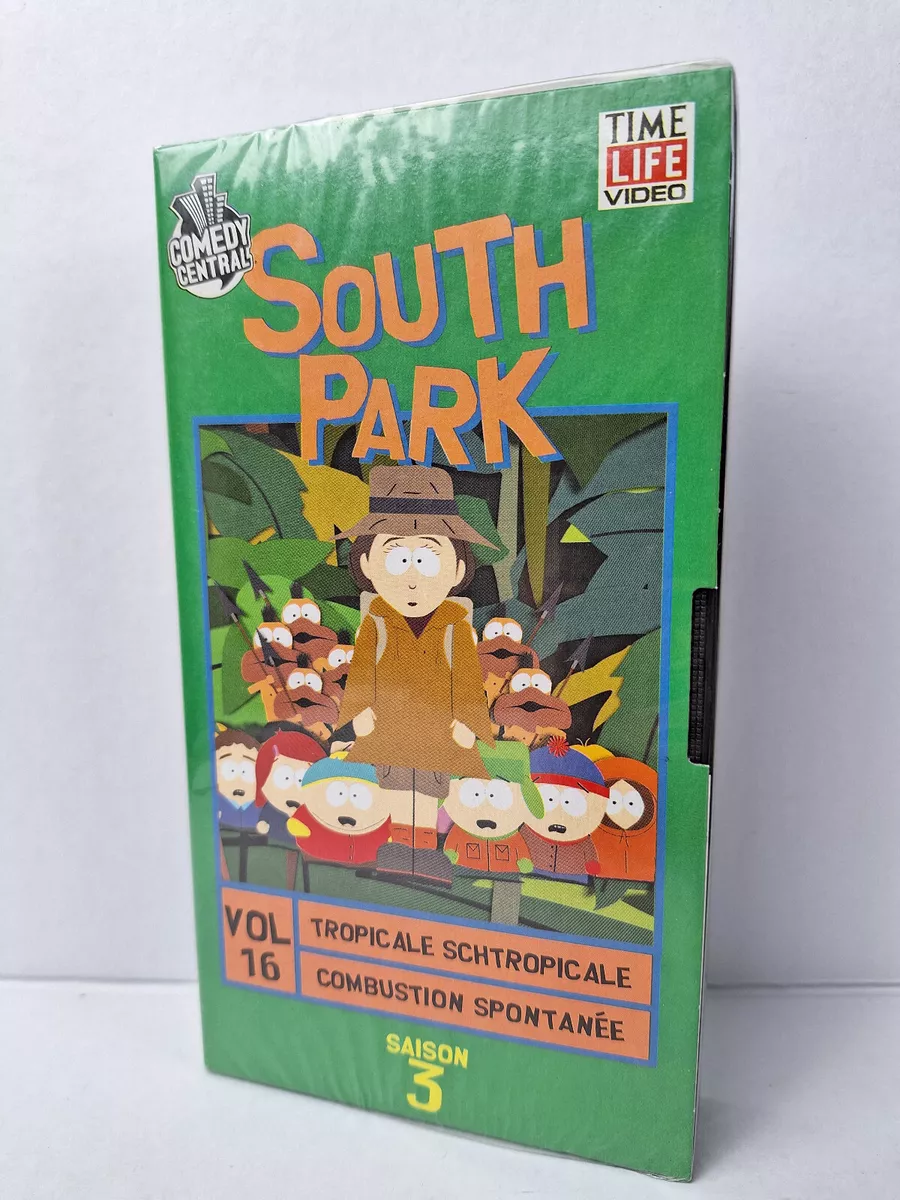 TIME
LIFE
VIDEO
COMEDY
CENTRAL
SOUTH
PARK
VOL
16
TROPICALE SCHTROPICALE
COMBUSTION SPONTANÉE
SAISON
3